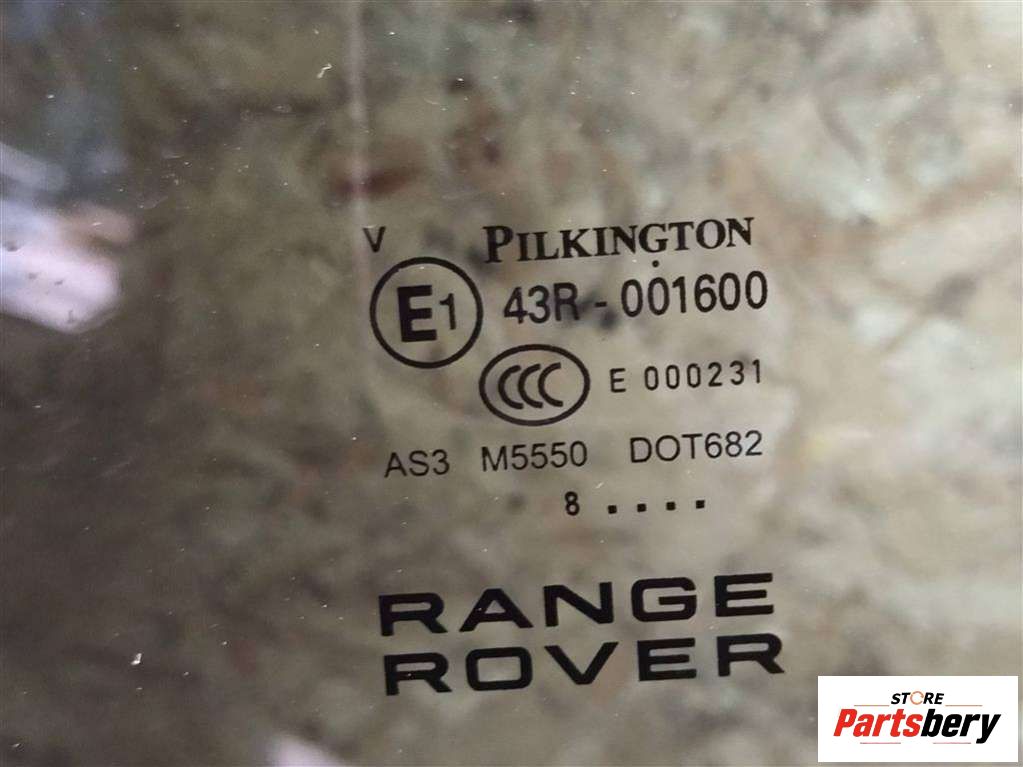 V PILKINGTON
E1 43R - 001600
CCC E 000231
AS3 M5550 DOT682
8 ....
RANGE
ROVER
STORE
Partsbery